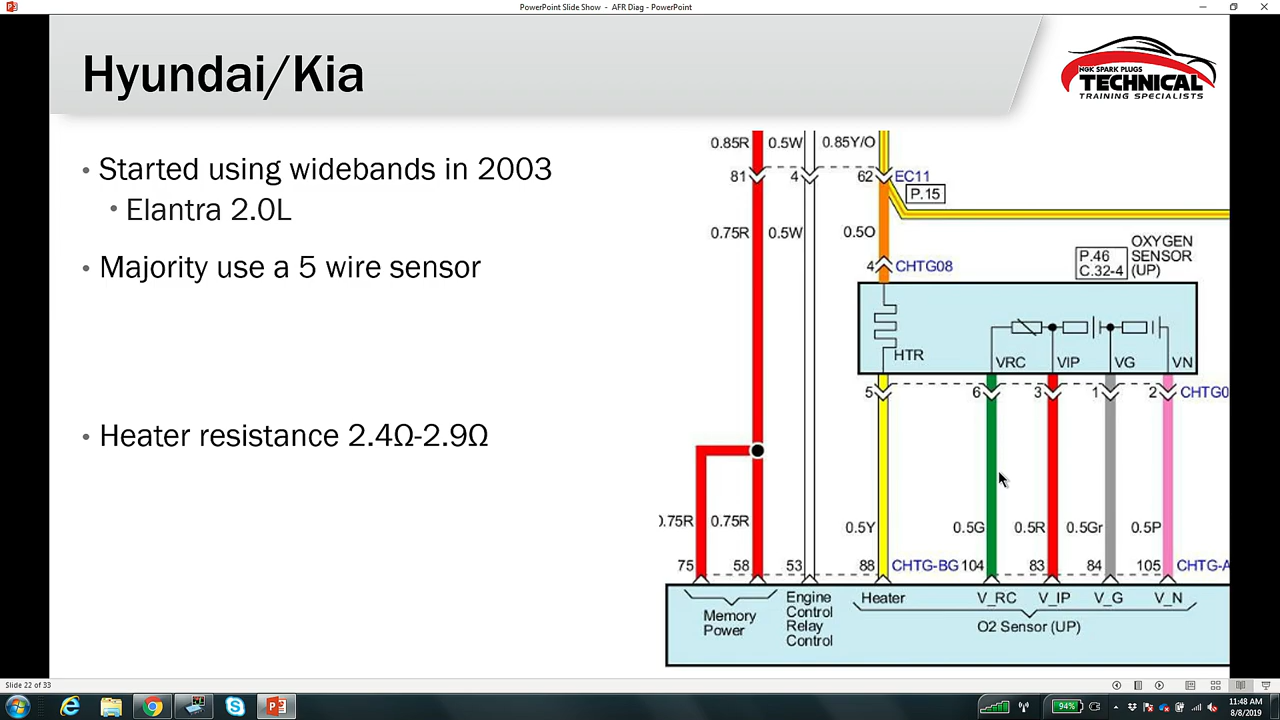 PowerPoint Slide Show - AFR Diag - PowerPoint
Hyundai/Kia
NGK SPARK PLUGS
TECHNICAL
TRAINING SPECIALISTS
• Started using widebands in 2003
• Elantra 2.0L
• Majority use a 5 wire sensor
• Heater resistance 2.4Ω-2.9Ω
0.85R 0.5W 0.85Y/O
81 4 62 EC11
P.15
0.75R 0.5W 0.5O
4 CHTG08
P.46
C.32-4
OXYGEN
SENSOR
(UP)
HTR VRC VIP VG VN
5 6 3 1 2 CHTG0
0.75R 0.75R 0.5Y 0.5G 0.5R 0.5Gr 0.5P
75 58 53 88 CHTG-BG 104 83 84 105 CHTG-A
Memory
Power
Engine
Control
Relay
Control
Heater V_RC V_IP V_G V_N
O2 Sensor (UP)
Slide 22 of 33
94%
11:48 AM
8/8/2019